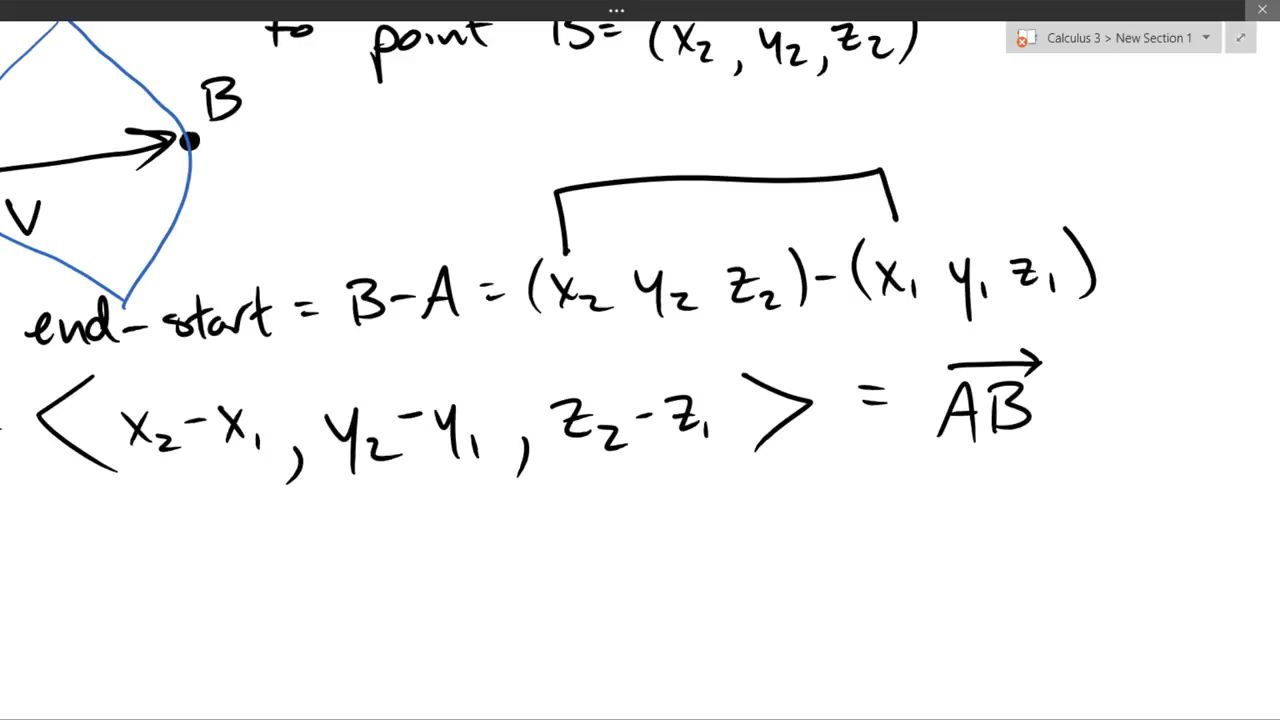 Calculus 3 > New Section 1
to point B = (x₂, y₂, z₂)
B
V
end - start = B - A = (x₂ y₂ z₂) - (x₁ y₁ z₁)
< x₂ - x₁, y₂ - y₁, z₂ - z₁ > = A⃗B⃗